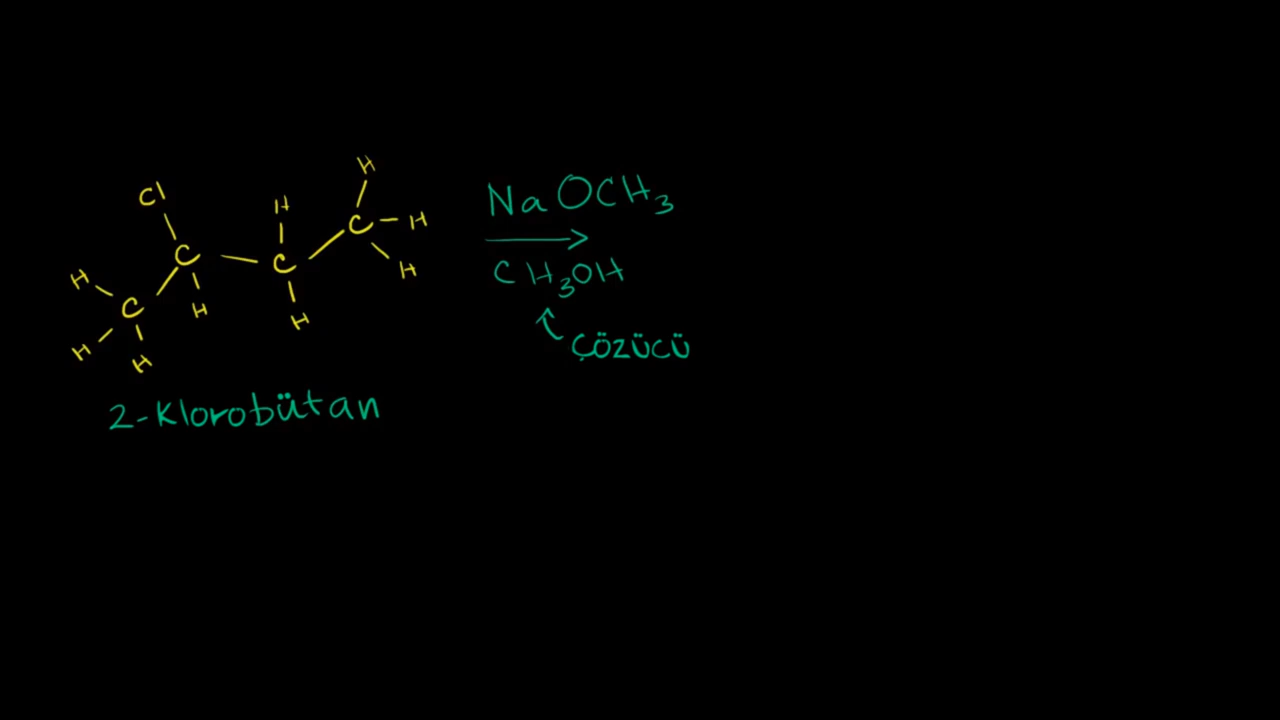 H
Cl
H
C – H
C – C – C
H
H
C
H
H
H
H
2-Klorobütan
NaOCH₃
CH₃OH
çözücü